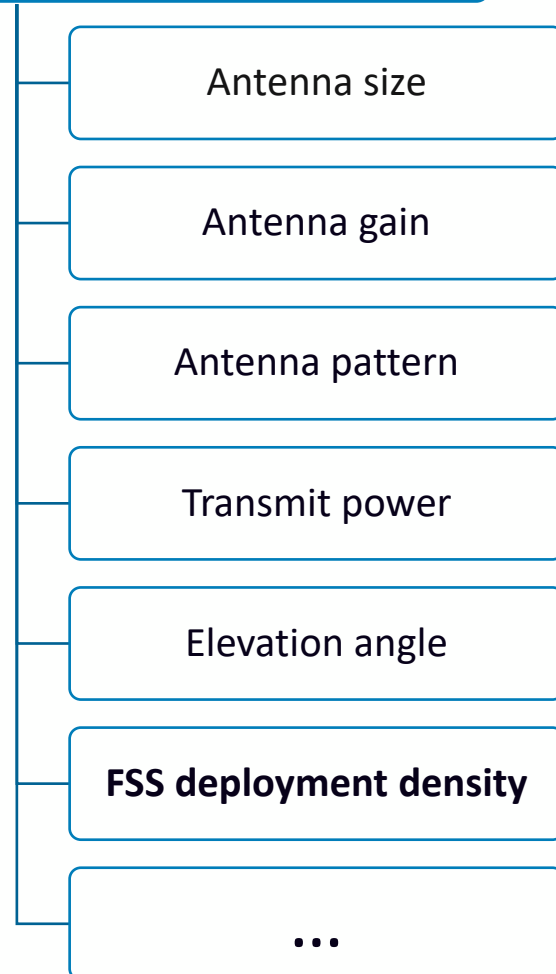 Antenna size
Antenna gain
Antenna pattern
Transmit power
Elevation angle
FSS deployment density
...